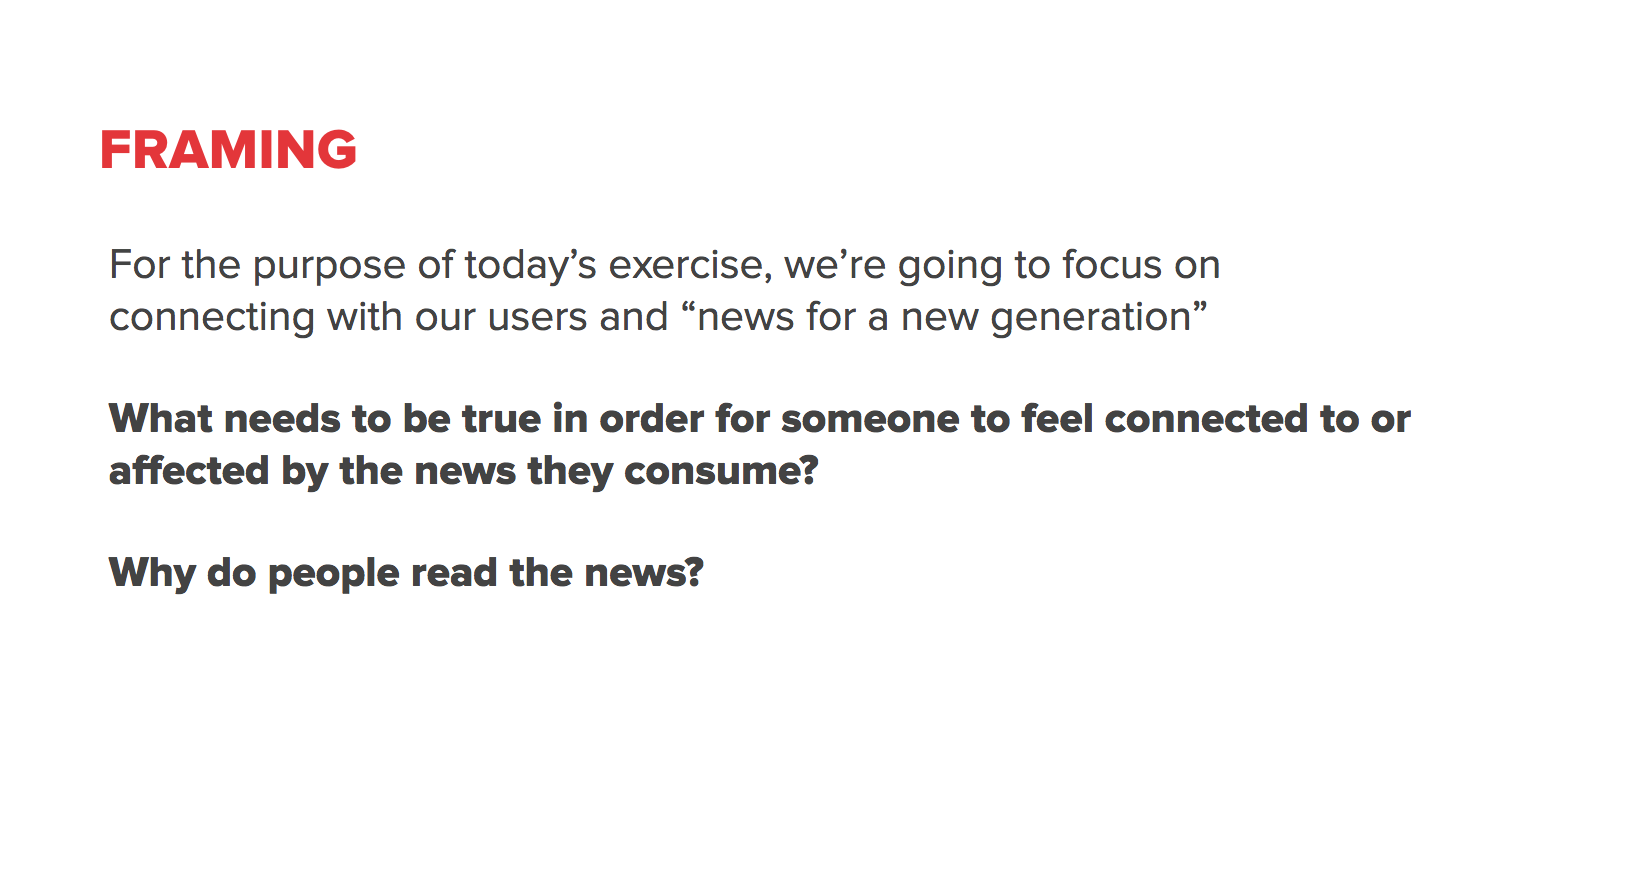 FRAMING
For the purpose of today’s exercise, we’re going to focus on
connecting with our users and “news for a new generation”
What needs to be true in order for someone to feel connected to or
affected by the news they consume?
Why do people read the news?